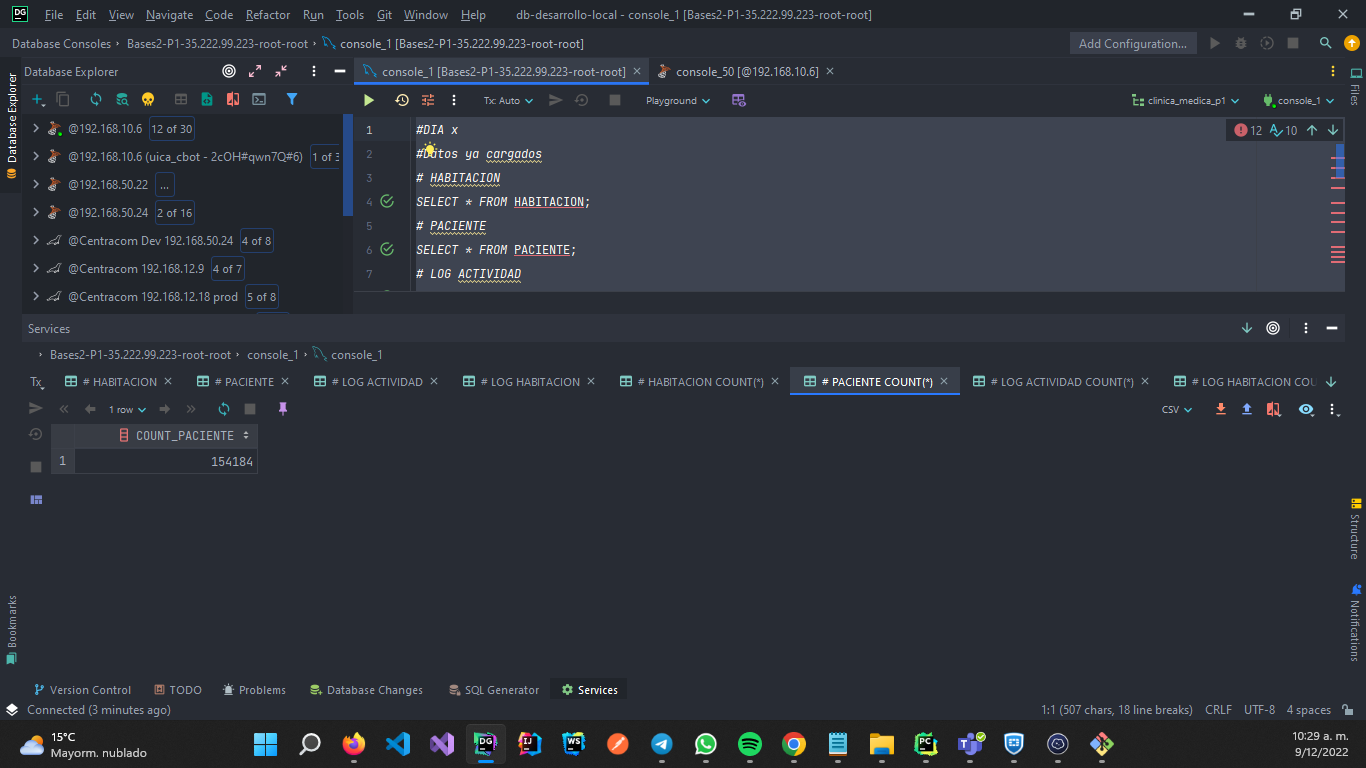 DG File Edit View Navigate Code Refactor Run Tools Git Window Help db-desarrollo-local - console_1 [Bases2-P1-35.222.99.223-root-root]
Database Consoles Bases2-P1-35.222.99.223-root-root console_1 [Bases2-P1-35.222.99.223-root-root] Add Configuration...
Database Explorer
console_1 [Bases2-P1-35.222.99.223-root-root] console_50 [@192.168.10.6]
Database Explorer
Files
Tx: Auto Playground clinica_medica_p1 console_1
@192.168.10.6 12 of 30
@192.168.10.6 (uica_cbot - 2cOH#qwn7Q#6) 1 of 3
@192.168.50.22 ...
@192.168.50.24 2 of 16
@Centracom Dev 192.168.50.24 4 of 8
@Centracom 192.168.12.9 4 of 7
@Centracom 192.168.12.18 prod 5 of 8
12 10
1 #DIA x
2 #Datos ya cargados
3 # HABITACION
4 SELECT * FROM HABITACION;
5 # PACIENTE
6 SELECT * FROM PACIENTE;
7 # LOG ACTIVIDAD
Services
Bases2-P1-35.222.99.223-root-root console_1 console_1
Tx # HABITACION # PACIENTE # LOG ACTIVIDAD # LOG HABITACION # HABITACION COUNT(*) # PACIENTE COUNT(*) # LOG ACTIVIDAD COUNT(*) # LOG HABITACION COU
1 row CSV
COUNT_PACIENTE
1 154184
Structure
Notifications
Bookmarks
Version Control TODO Problems Database Changes SQL Generator Services
Connected (3 minutes ago) 1:1 (507 chars, 18 line breaks) CRLF UTF-8 4 spaces
15°C
Mayorm. nublado
DG IJ WS PC
10:29 a. m.
9/12/2022